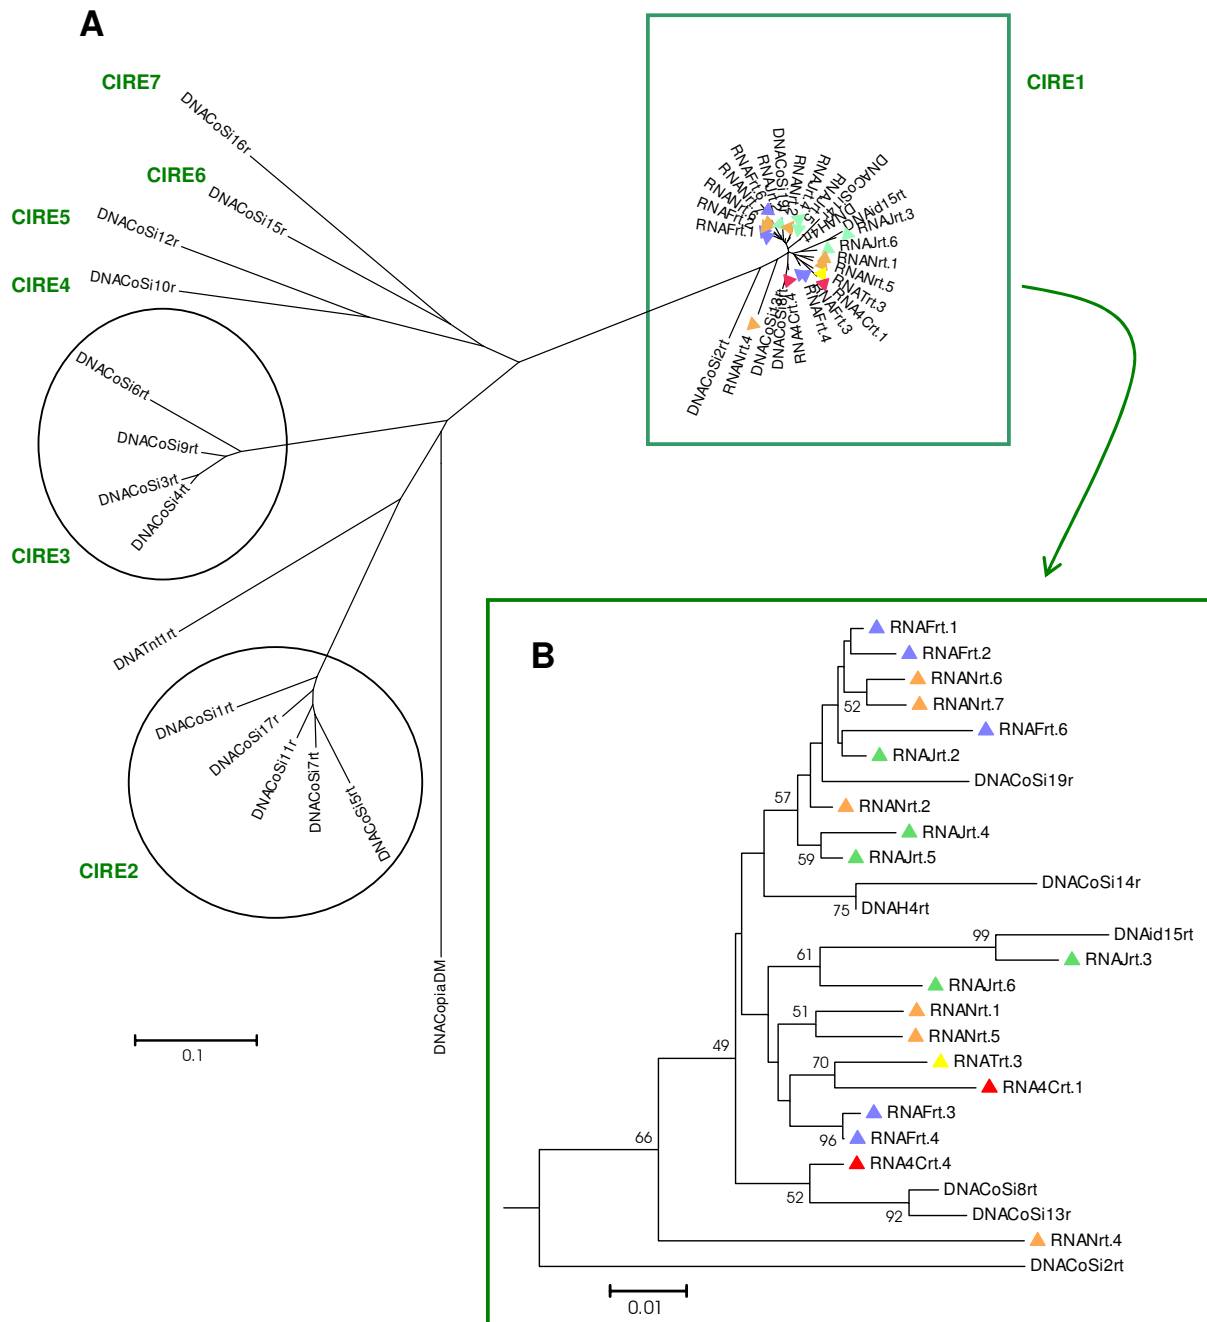 A
CIRE7
CIRE1
DNACoSi16r
CIRE6
DNACoSi15r
CIRE5
DNACoSi12r
CIRE4
DNACoSi10r
DNACoSi6rt
DNACoSi9rt
DNACoSi3rt
DNACoSi4rt
CIRE3
DNATnt1rt
DNACoSi1rt
DNACoSi17r
DNACoSi11r
DNACoSi7rt
DNACoSi5rt
CIRE2
DNACopiaDM
0.1
RNAFrt.1
DNAid15rt
RNAJrt.3
RNAJrt.6
RNANrt.1
RNANrt.5
RNATrt.3
RNA4Crt.1
RNAFrt.3
RNAFrt.4
RNA4Crt.4
DNACoSi8rt
DNACoSi13rt
RNANrt.4
DNACoSi2rt
B
RNAFrt.1
RNAFrt.2
RNANrt.6
52
RNANrt.7
RNAFrt.6
RNAJrt.2
DNACoSi19r
57
RNANrt.2
RNAJrt.4
59
RNAJrt.5
DNACoSi14r
75
DNAH4rt
99
DNAid15rt
61
RNAJrt.3
RNAJrt.6
51
RNANrt.1
RNANrt.5
49
70
RNATrt.3
RNA4Crt.1
RNAFrt.3
96
RNAFrt.4
66
RNA4Crt.4
52
DNACoSi8rt
92
DNACoSi13r
RNANrt.4
DNACoSi2rt
0.01